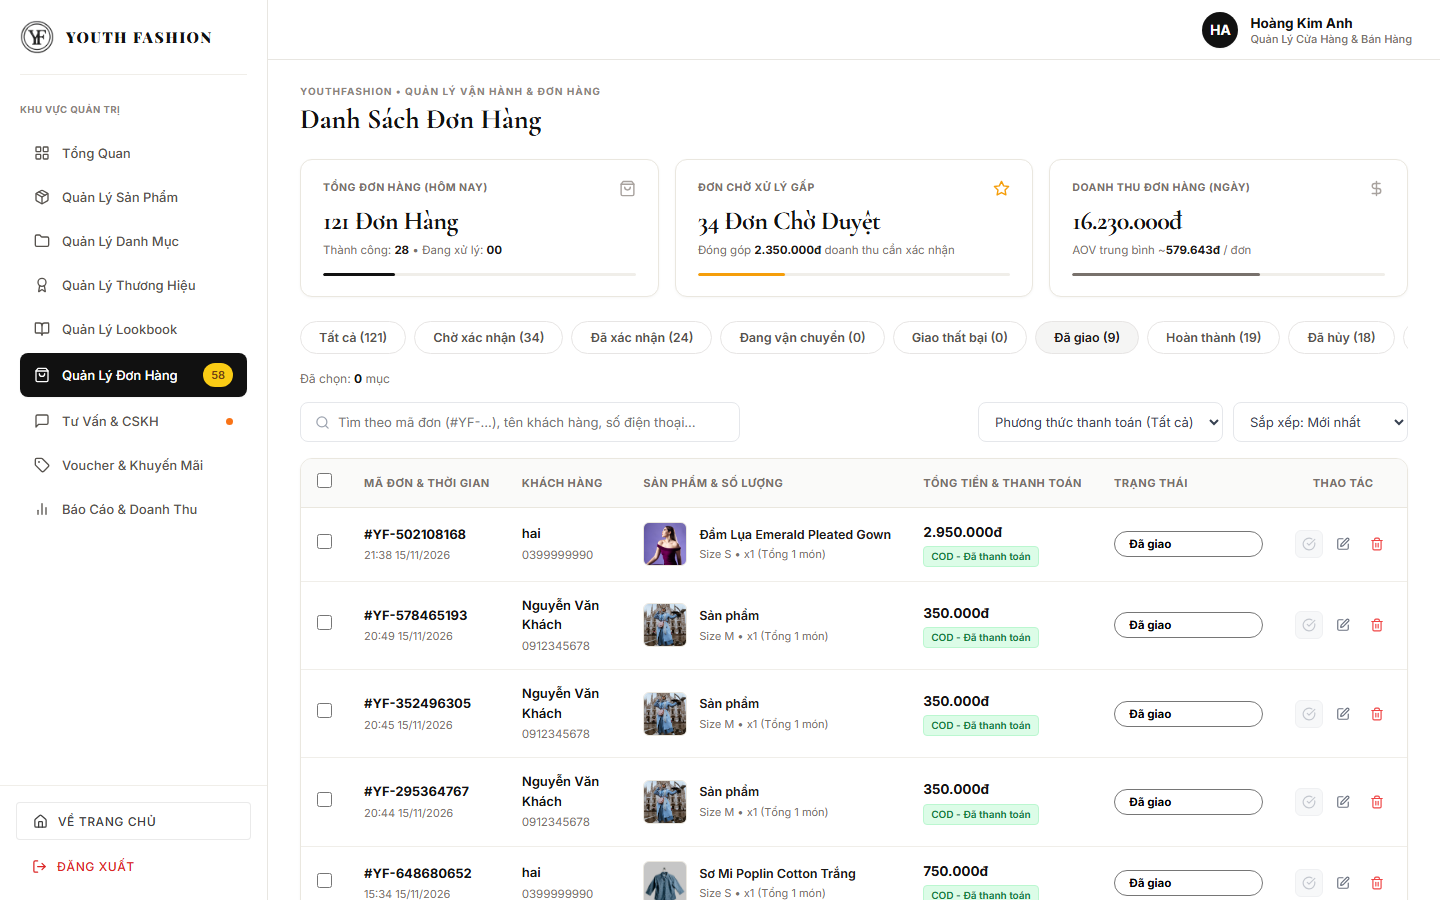 YF YOUTH FASHION
KHU VỰC QUẢN TRỊ
Tổng Quan
Quản Lý Sản Phẩm
Quản Lý Danh Mục
Quản Lý Thương Hiệu
Quản Lý Lookbook
Quản Lý Đơn Hàng 58
Tư Vấn & CSKH
Voucher & Khuyến Mãi
Báo Cáo & Doanh Thu
VỀ TRANG CHỦ
ĐĂNG XUẤT
HA
Hoàng Kim Anh
Quản Lý Cửa Hàng & Bán Hàng
YOUTHFASHION • QUẢN LÝ VẬN HÀNH & ĐƠN HÀNG
Danh Sách Đơn Hàng
TỔNG ĐƠN HÀNG (HÔM NAY)
121 Đơn Hàng
Thành công: 28 • Đang xử lý: 00
ĐƠN CHỜ XỬ LÝ GẤP
34 Đơn Chờ Duyệt
Đóng góp 2.350.000đ doanh thu cần xác nhận
DOANH THU ĐƠN HÀNG (NGÀY)
16.230.000đ
AOV trung bình ~579.643đ / đơn
Tất cả (121) Chờ xác nhận (34) Đã xác nhận (24) Đang vận chuyển (0) Giao thất bại (0) Đã giao (9) Hoàn thành (19) Đã hủy (18)
Đã chọn: 0 mục
Tìm theo mã đơn (#YF-...), tên khách hàng, số điện thoại...
Phương thức thanh toán (Tất cả)
Sắp xếp: Mới nhất
MÃ ĐƠN & THỜI GIAN KHÁCH HÀNG SẢN PHẨM & SỐ LƯỢNG TỔNG TIỀN & THANH TOÁN TRẠNG THÁI THAO TÁC
#YF-502108168
21:38 15/11/2026
hai
0399999990
Đầm Lụa Emerald Pleated Gown
Size S • x1 (Tổng 1 món)
2.950.000đ
COD - Đã thanh toán
Đã giao
#YF-578465193
20:49 15/11/2026
Nguyễn Văn
Khách
0912345678
Sản phẩm
Size M • x1 (Tổng 1 món)
350.000đ
COD - Đã thanh toán
Đã giao
#YF-352496305
20:45 15/11/2026
Nguyễn Văn
Khách
0912345678
Sản phẩm
Size M • x1 (Tổng 1 món)
350.000đ
COD - Đã thanh toán
Đã giao
#YF-295364767
20:44 15/11/2026
Nguyễn Văn
Khách
0912345678
Sản phẩm
Size M • x1 (Tổng 1 món)
350.000đ
COD - Đã thanh toán
Đã giao
#YF-648680652
15:34 15/11/2026
hai
0399999990
Sơ Mi Poplin Cotton Trắng
Size S • x1 (Tổng 1 món)
750.000đ
COD - Đã thanh toán
Đã giao